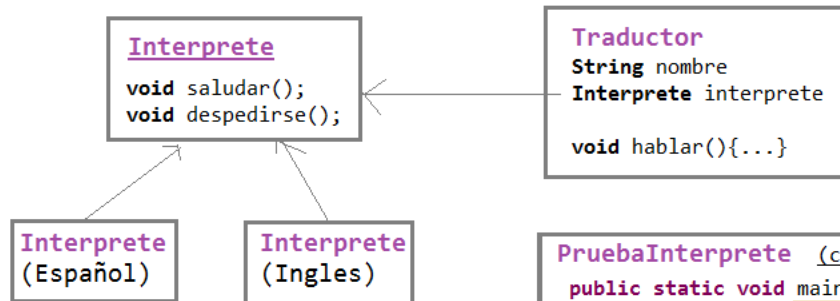 Interprete
void saludar();
void despedirse();
Traductor
String nombre
Interprete interprete
void hablar(){...}
Interprete
(Español)
Interprete
(Ingles)
PruebaInterprete
public static void main